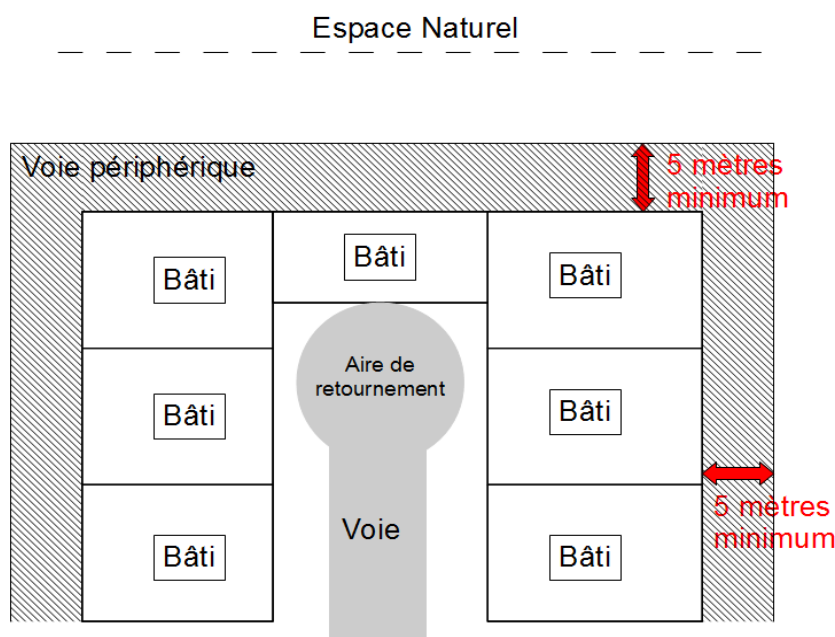 Espace Naturel
Voie périphérique
5 mètres
minimum
Bâti
Bâti
Bâti
Aire de
retournement
Bâti
Bâti
5 mètres
minimum
Voie
Bâti
Bâti